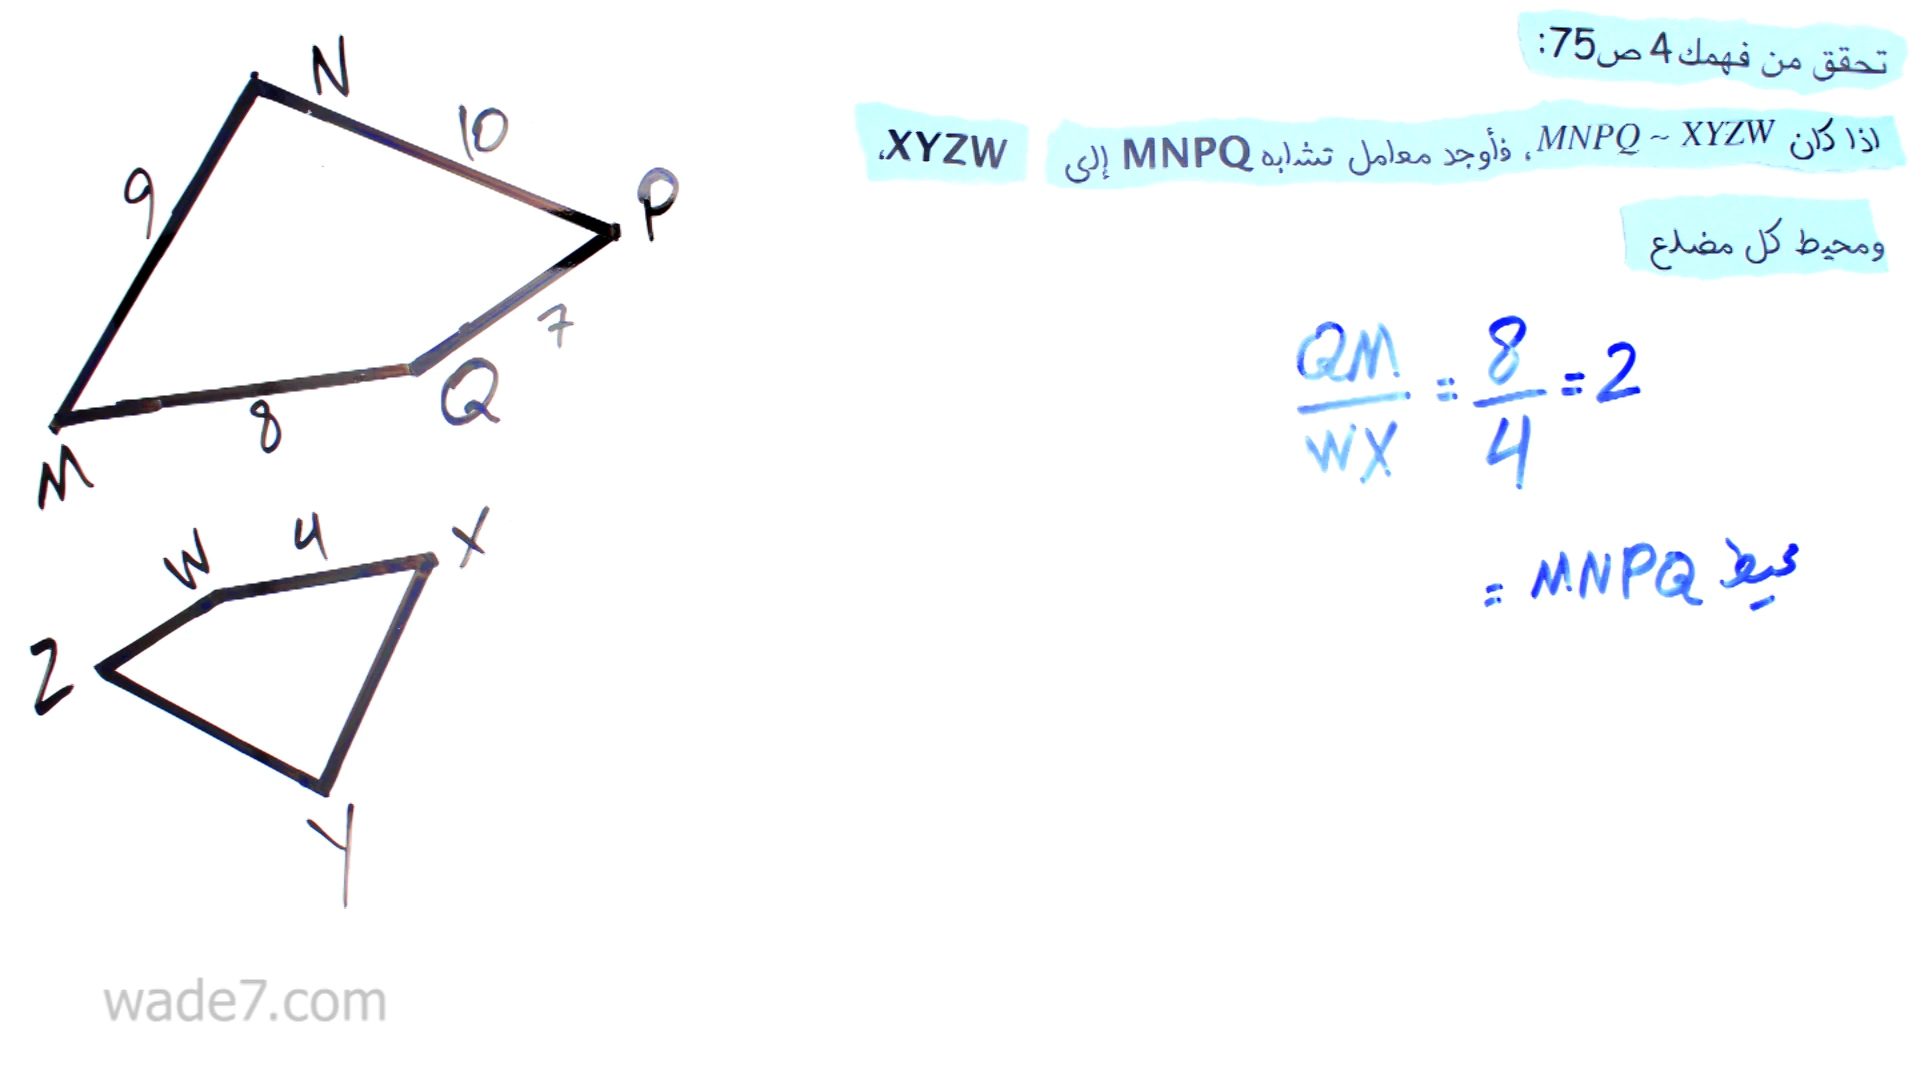 تحقق من فهمك 4 ص75:
اذا كان MNPQ ~ XYZW، فأوجد معامل تشابه MNPQ إلى XYZW،
ومحيط كل مضلع
N
10
9
P
7
Q
8
M
QM/WX = 8/4 = 2
محيط MNPQ =
W
4
X
Z
Y
wade7.com